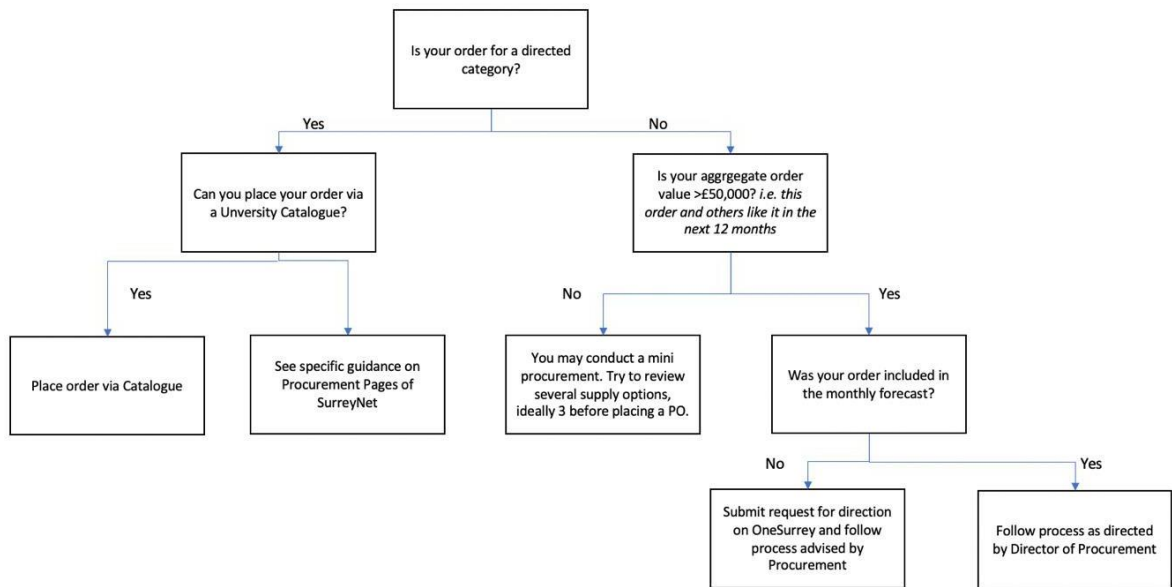 Is your order for a directed
category?
Yes
No
Can you place your order via
a Unversity Catalogue?
Is your aggrgegate order
value >£50,000? i.e. this
order and others like it in the
next 12 months
Yes
No
Yes
Place order via Catalogue
See specific guidance on
Procurement Pages of
SurreyNet
You may conduct a mini
procurement. Try to review
several supply options,
ideally 3 before placing a PO.
Was your order included in
the monthly forecast?
No
Yes
Submit request for direction
on OneSurrey and follow
process advised by
Procurement
Follow process as directed
by Director of Procurement